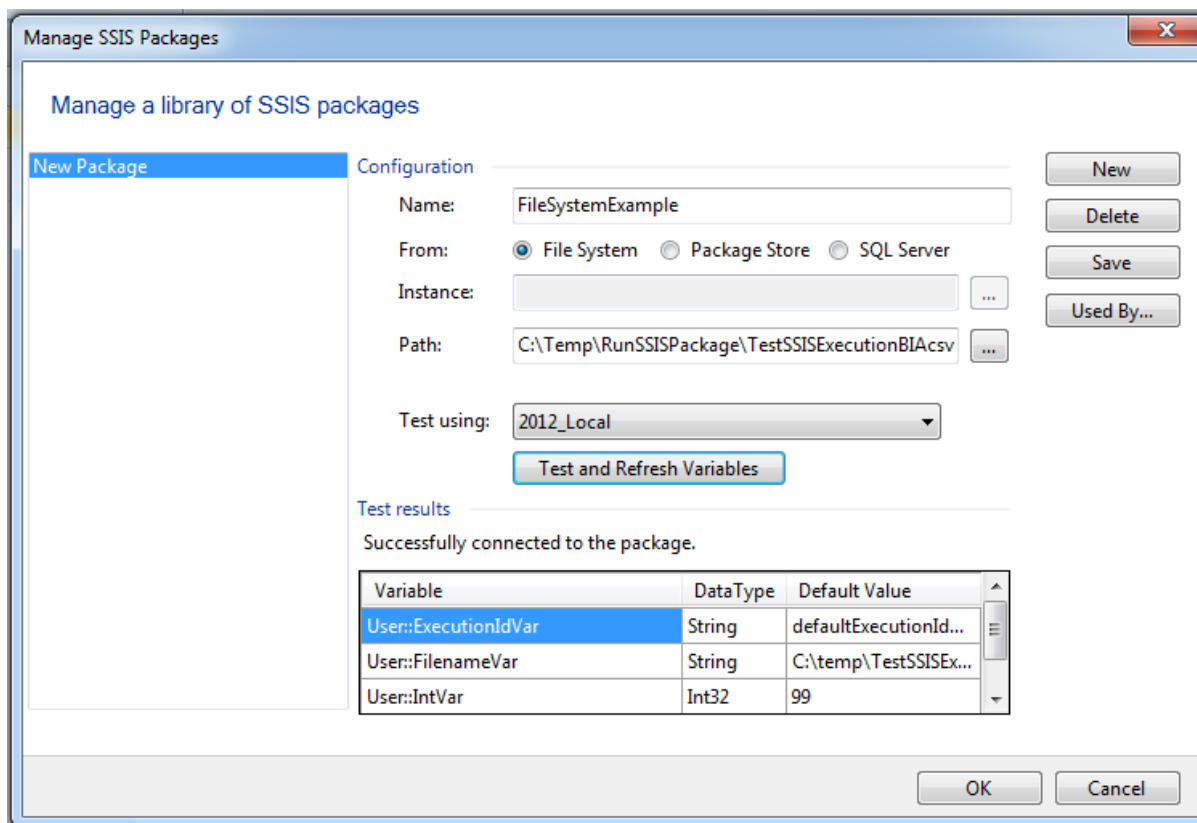 Manage SSIS Packages
Manage a library of SSIS packages
New Package
Configuration
Name: FileSystemExample
From: File System Package Store SQL Server
Instance: ...
Path: C:\Temp\RunSSISPackage\TestSSISExecutionBIAcsv ...
Test using: 2012_Local
Test and Refresh Variables
Test results
Successfully connected to the package.
Variable DataType Default Value
User::ExecutionIdVar String defaultExecutionId...
User::FilenameVar String C:\temp\TestSSISEx...
User::IntVar Int32 99
New
Delete
Save
Used By...
OK Cancel